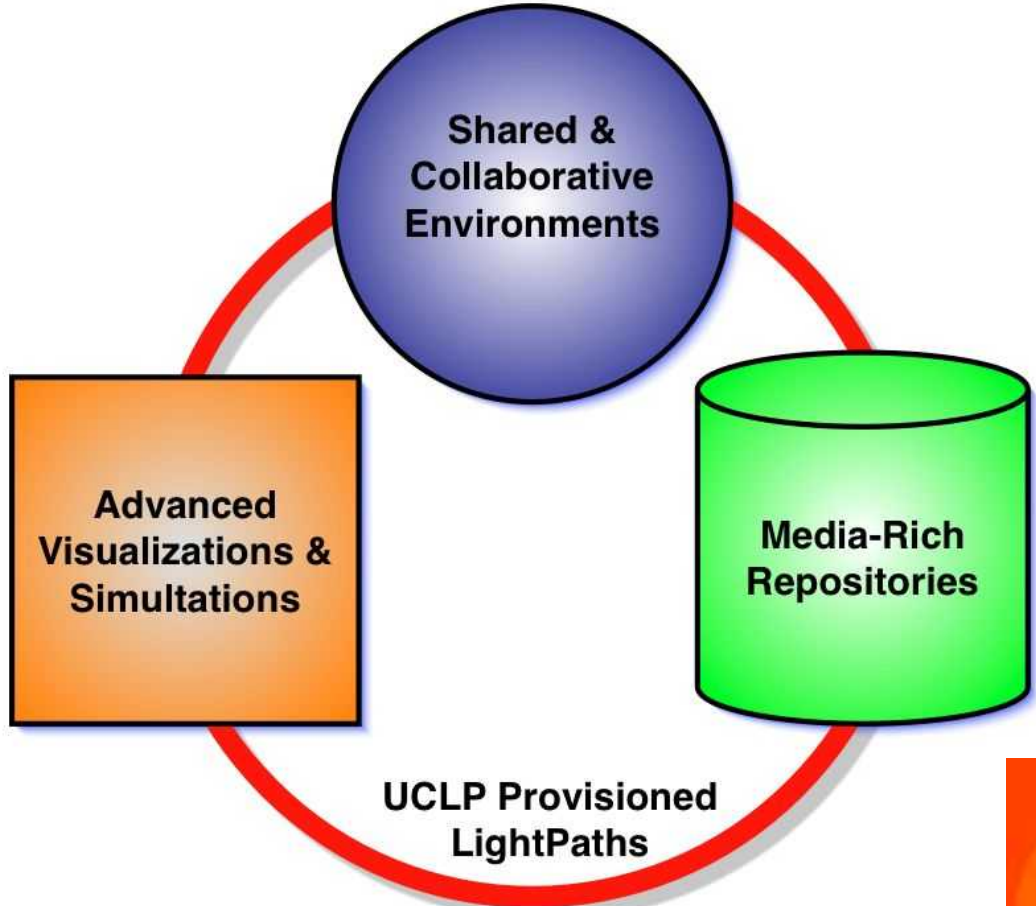 Shared &
Collaborative
Environments
Advanced
Visualizations &
Simultations
Media-Rich
Repositories
UCLP Provisioned
LightPaths